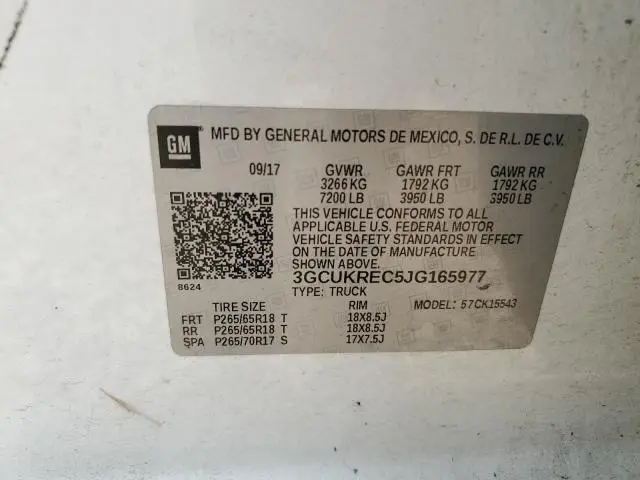 GM MFD BY GENERAL MOTORS DE MEXICO, S. DE R.L. DE C.V.
09/17 GVWR GAWR FRT GAWR RR
3266 KG 1792 KG 1792 KG
7200 LB 3950 LB 3950 LB
THIS VEHICLE CONFORMS TO ALL
APPLICABLE U.S. FEDERAL MOTOR
VEHICLE SAFETY STANDARDS IN EFFECT
ON THE DATE OF MANUFACTURE
SHOWN ABOVE.
3GCUKREC5JG165977
8624
TYPE: TRUCK
TIRE SIZE RIM MODEL: 57CK15543
FRT P265/65R18 T 18X8.5J
RR P265/65R18 T 18X8.5J
SPA P265/70R17 S 17X7.5J